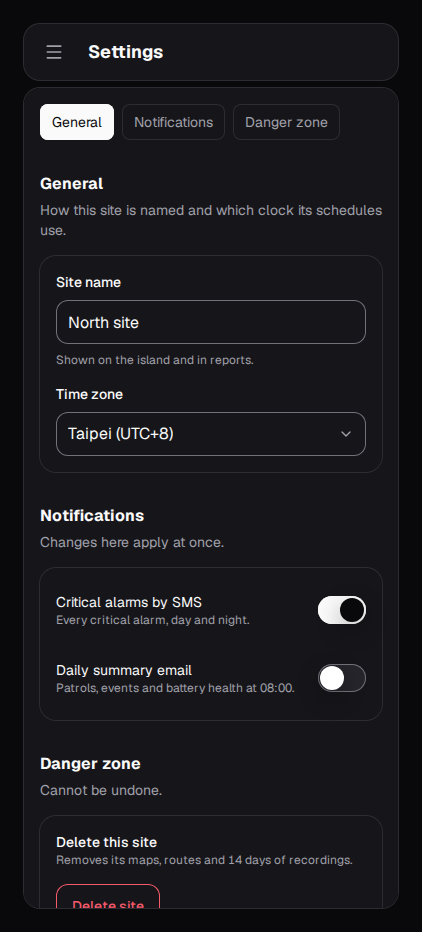 Settings
General
Notifications
Danger zone
General
How this site is named and which clock its schedules
use.
Site name
North site
Shown on the island and in reports.
Time zone
Taipei (UTC+8)
Notifications
Changes here apply at once.
Critical alarms by SMS
Every critical alarm, day and night.
Daily summary email
Patrols, events and battery health at 08:00.
Danger zone
Cannot be undone.
Delete this site
Removes its maps, routes and 14 days of recordings.
Delete site